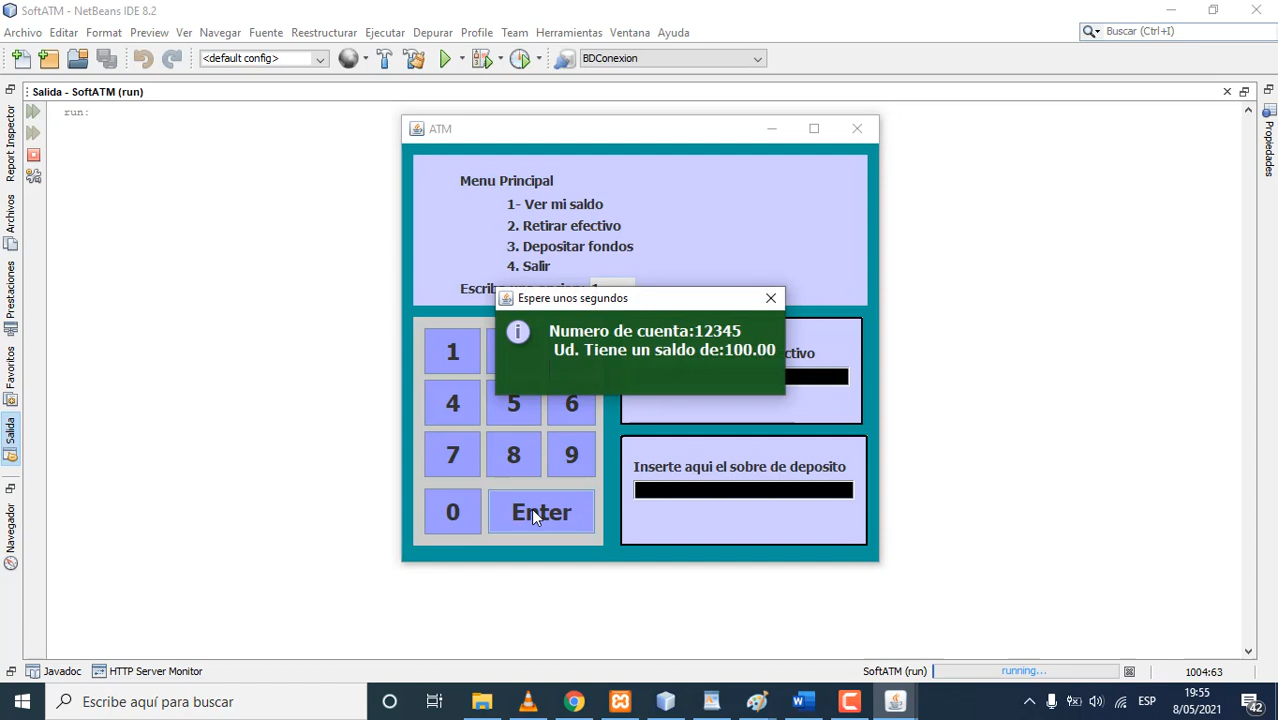 SoftATM - NetBeans IDE 8.2
Archivo Editar Format Preview Ver Navegar Fuente Reestructurar Ejecutar Depurar Profile Team Herramientas Ventana Ayuda
Buscar (Ctrl+I)
<default config>
BDConexion
Salida - SoftATM (run)
run:
Report Inspector
Archivos
Prestaciones
Favoritos
Salida
Navegador
Propiedades
ATM
Menu Principal
1- Ver mi saldo
2. Retirar efectivo
3. Depositar fondos
4. Salir
Espere unos segundos
Numero de cuenta:12345
Ud. Tiene un saldo de:100.00
1
4 5 6
7 8 9
0 Enter
Inserte aqui el sobre de deposito
Javadoc HTTP Server Monitor
SoftATM (run) running... 1004:63
Escribe aquí para buscar
ESP
19:55
8/05/2021
42